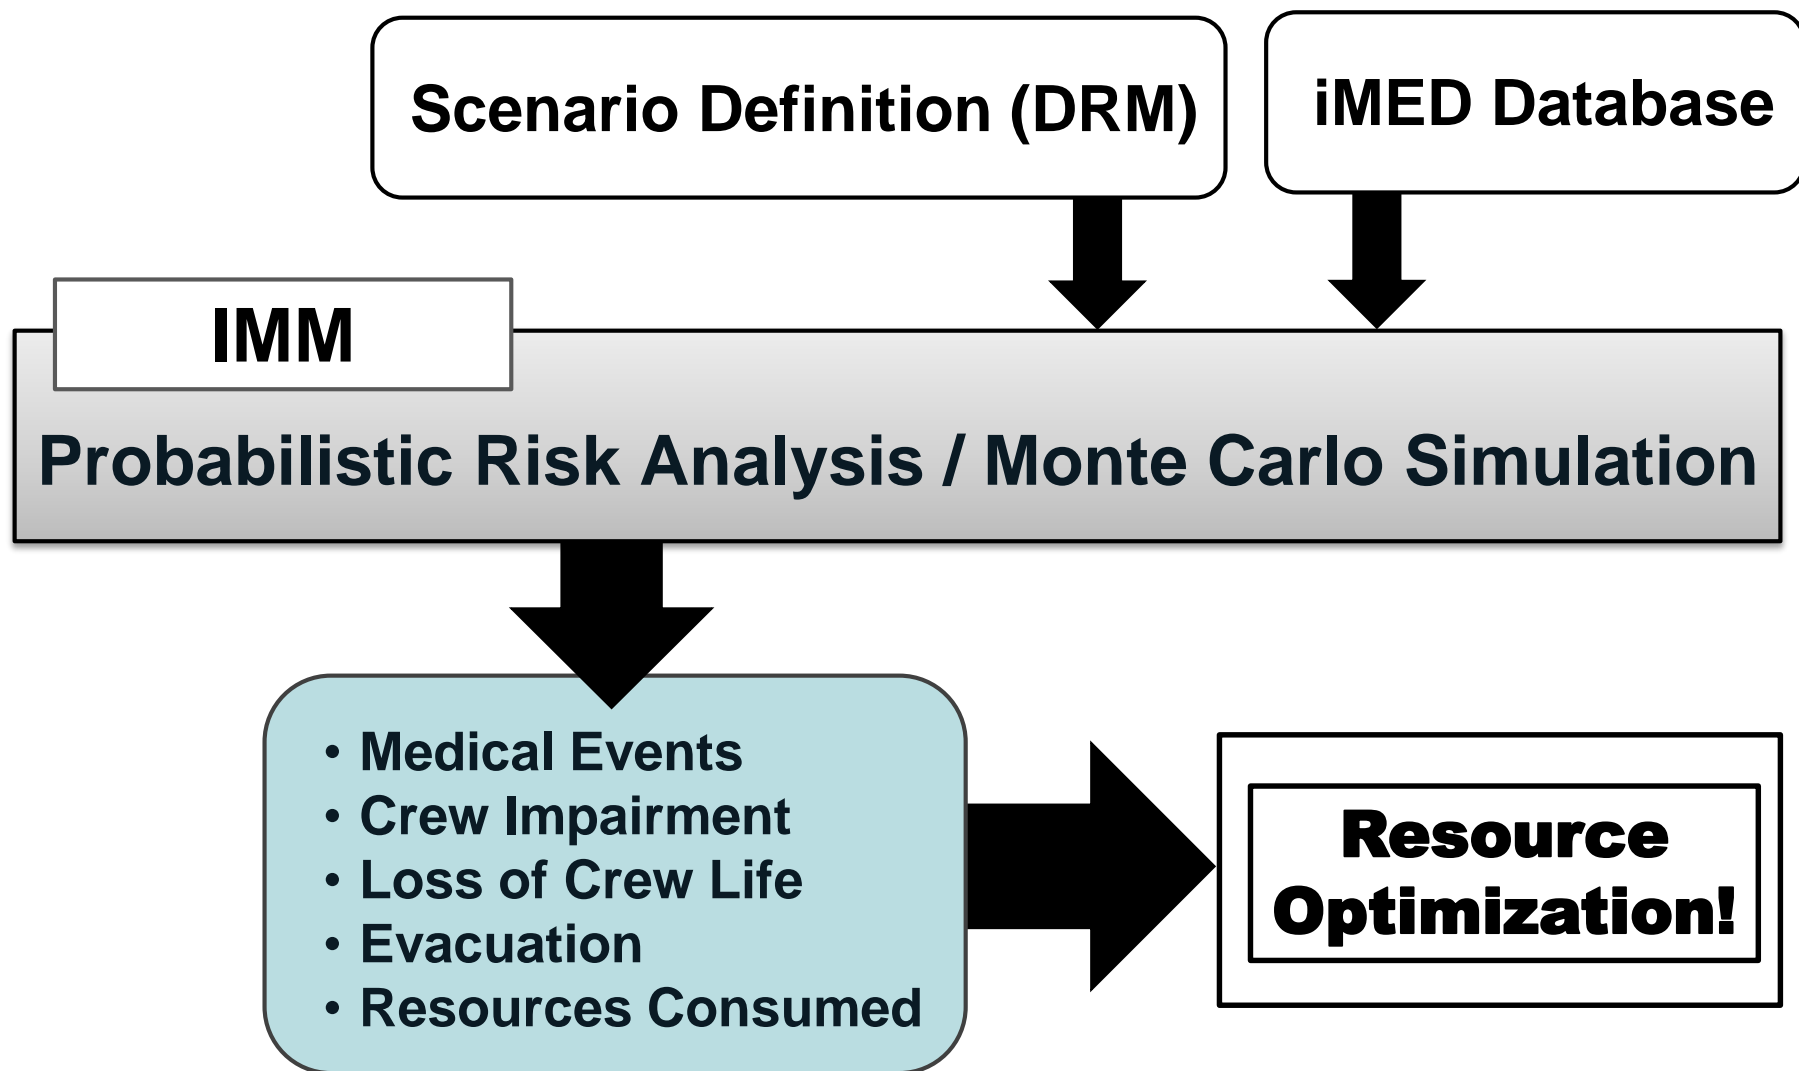 Scenario Definition (DRM)
iMED Database
IMM
Probabilistic Risk Analysis / Monte Carlo Simulation
• Medical Events
• Crew Impairment
• Loss of Crew Life
• Evacuation
• Resources Consumed
Resource
Optimization!